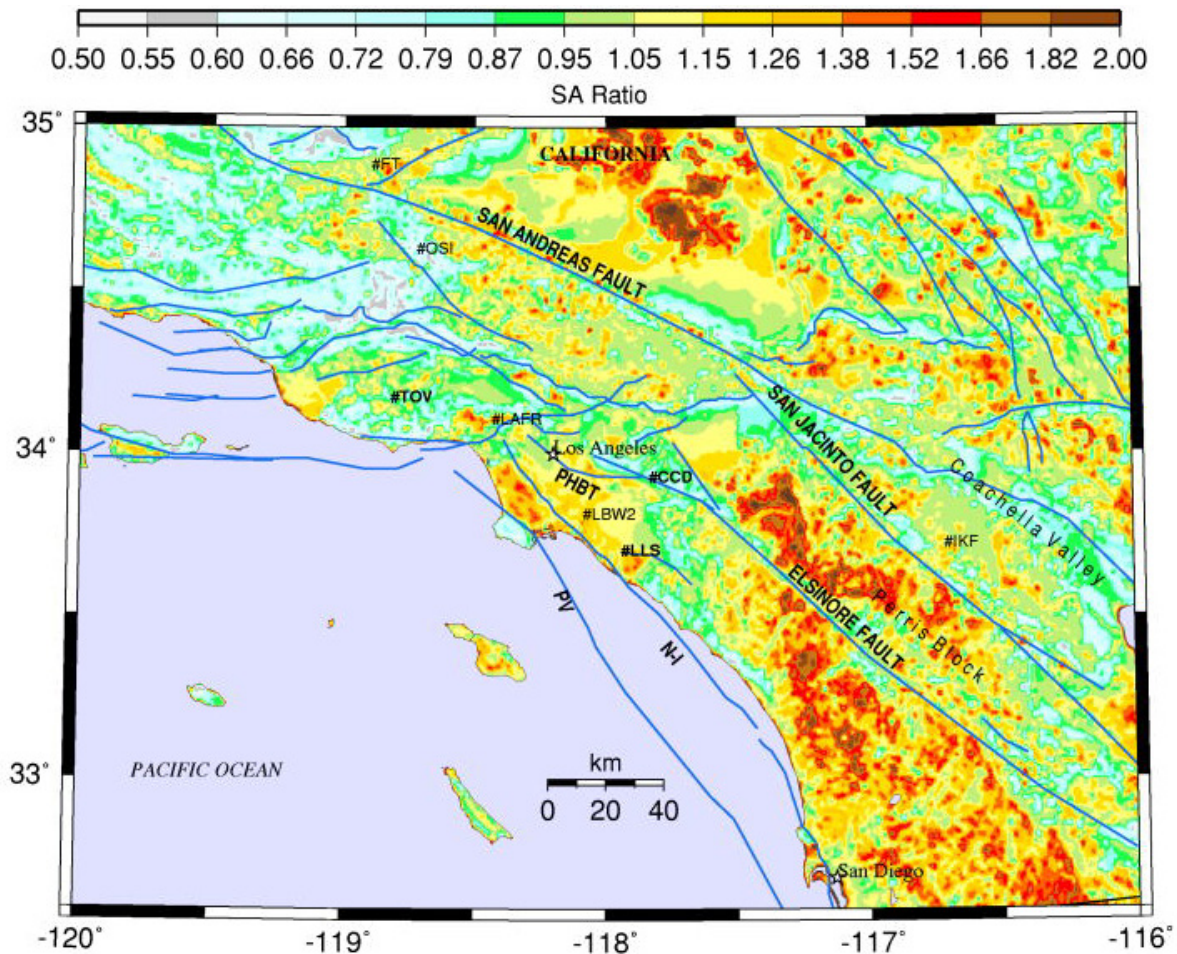 0.50 0.55 0.60 0.66 0.72 0.79 0.87 0.95 1.05 1.15 1.26 1.38 1.52 1.66 1.82 2.00
SA Ratio
35˚
CALIFORNIA
#FT
SAN ANDREAS FAULT
#OSI
#TOV
#LAFR
34˚
Los Angeles
SAN JACINTO FAULT
Coachella Valley
#CCD
PHBT
#LBW2
#LLS
#IKF
ELSINORE FAULT
Perris Block
PV
N-I
33˚
PACIFIC OCEAN
km
0 20 40
San Diego
-120˚ -119˚ -118˚ -117˚ -116˚